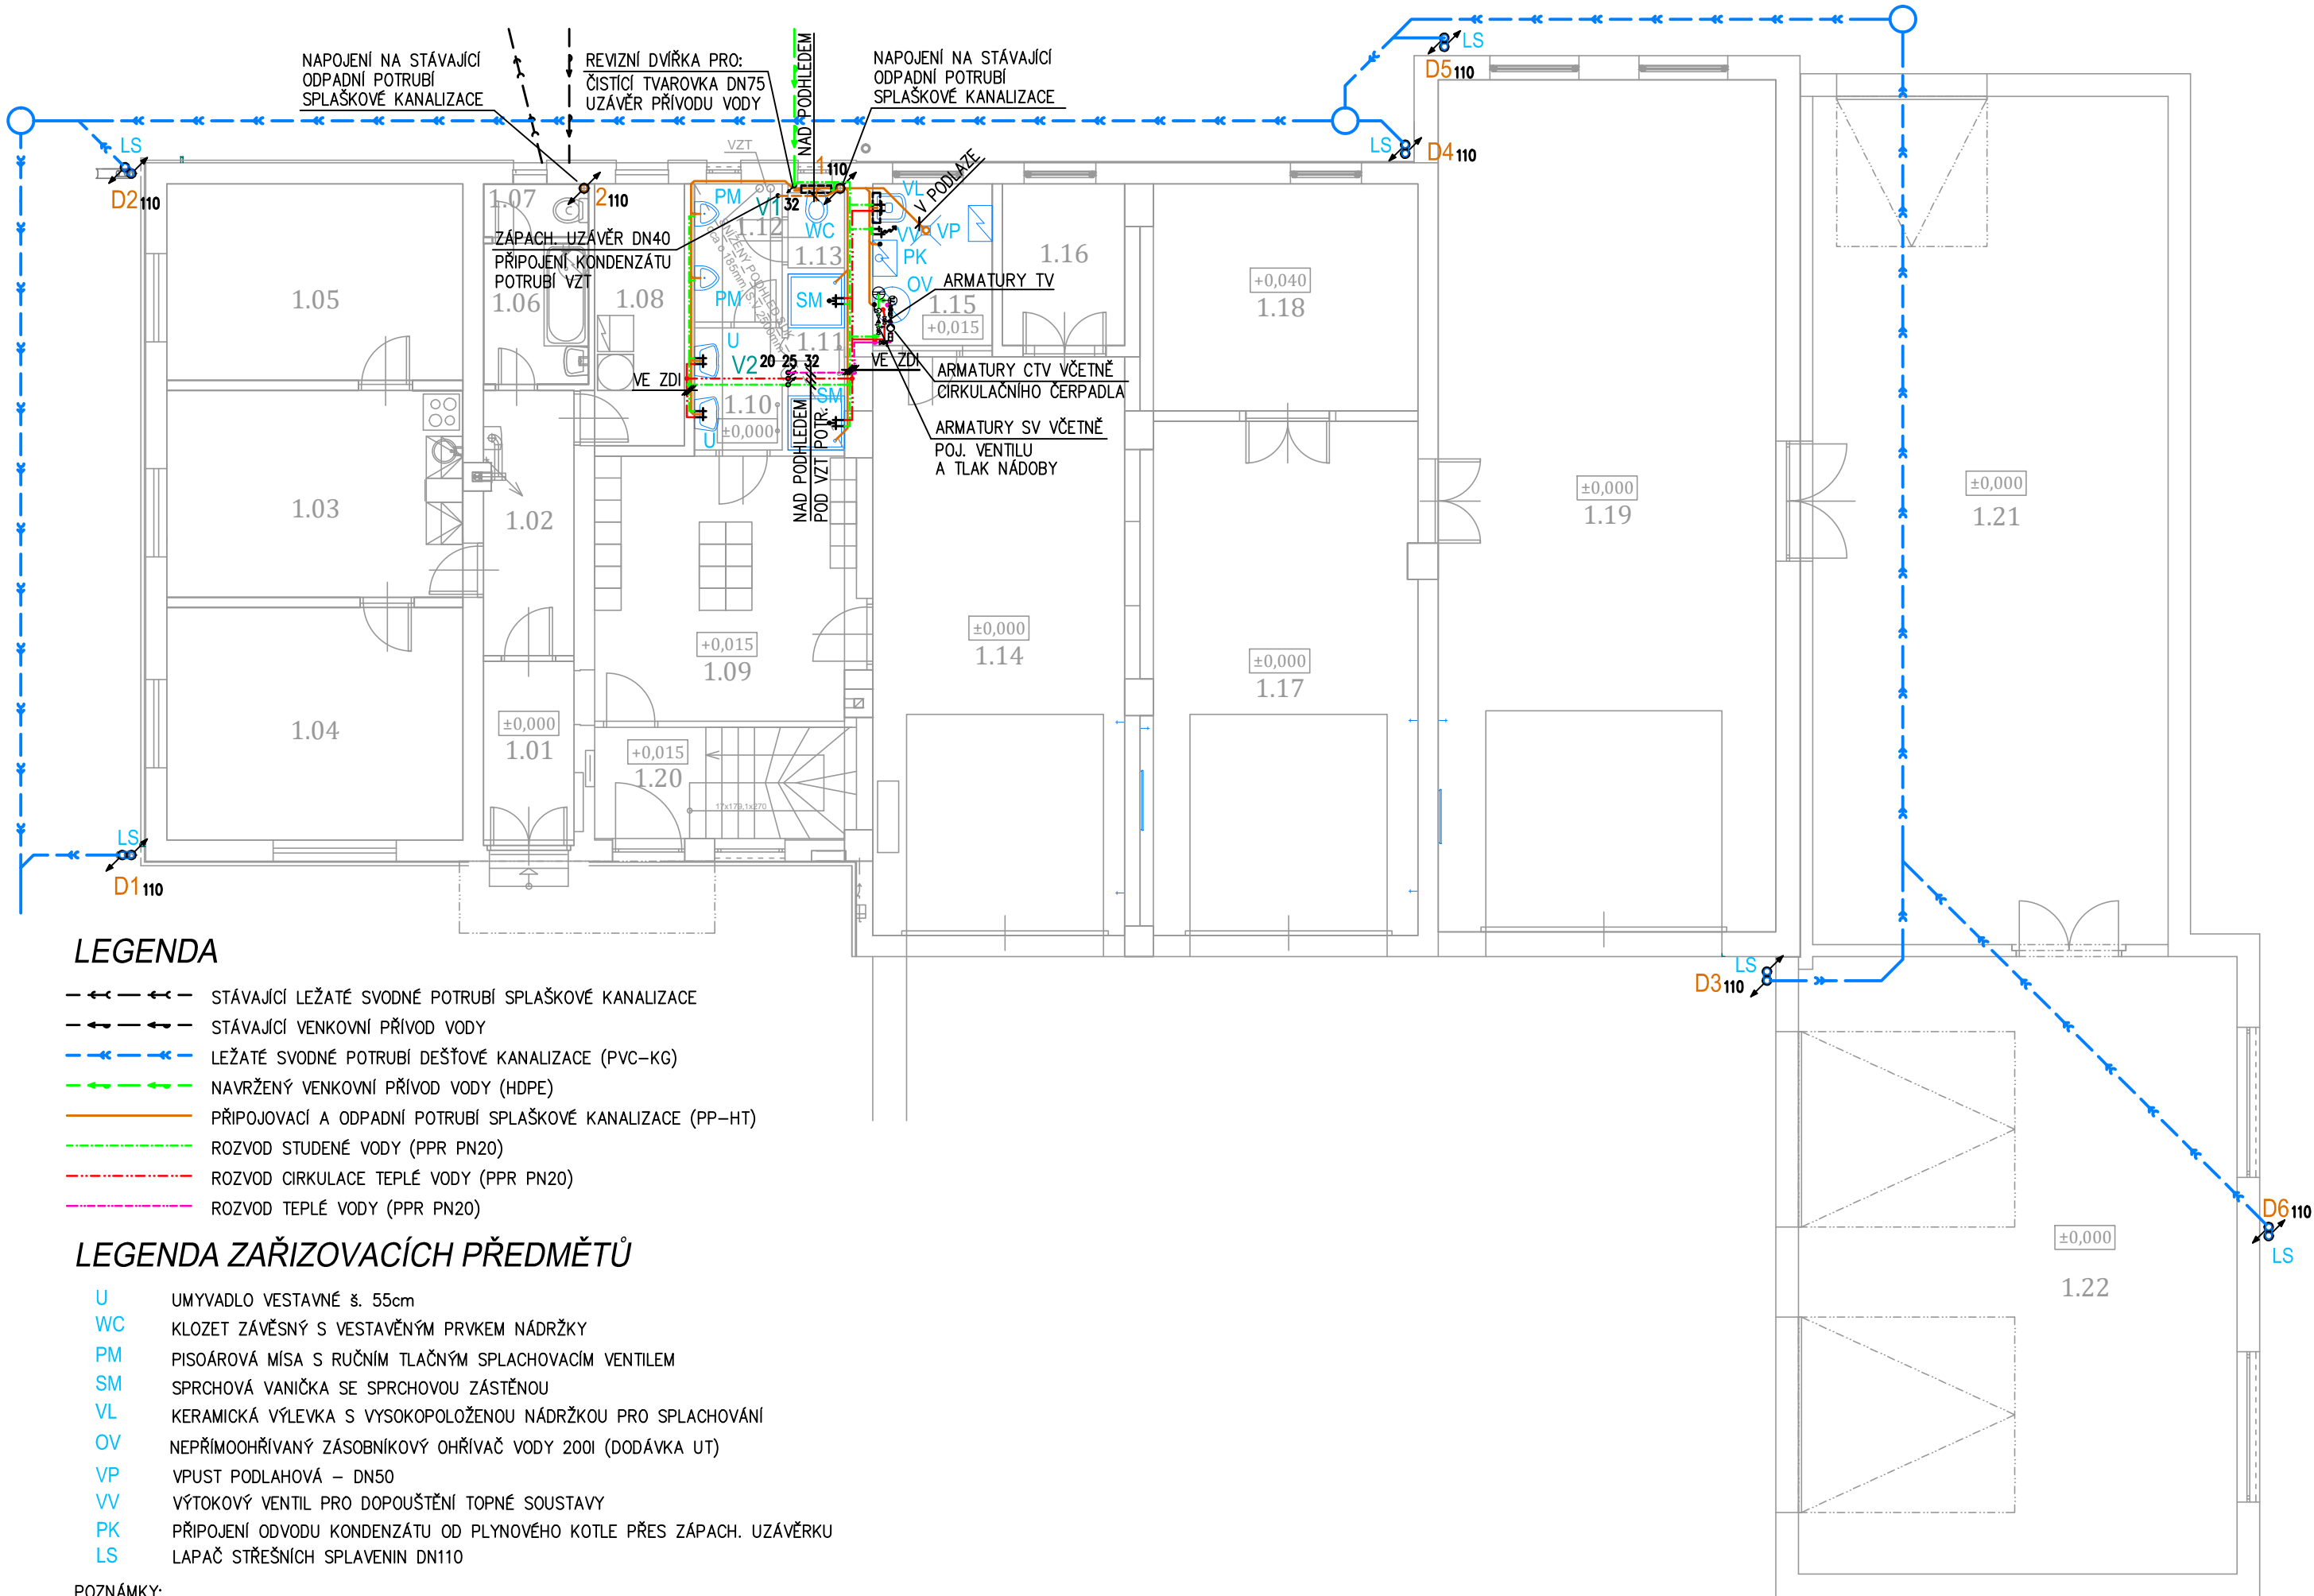 NAPOJENÍ NA STÁVAJÍCÍ
ODPADNÍ POTRUBÍ
SPLAŠKOVÉ KANALIZACE
REVIZNÍ DVÍŘKA PRO:
ČISTÍCÍ TVAROVKA DN75
UZÁVĚR PŘÍVODU VODY
NAD PODHLEDEM
NAPOJENÍ NA STÁVAJÍCÍ
ODPADNÍ POTRUBÍ
SPLAŠKOVÉ KANALIZACE
LS
D5 110
LS
D4 110
LS
D2 110
VZT
1 110
2 110
V PODLAZE
1.07
PM
V1 32
1.12
WC
1.13
VL
VV
VP
PK
OV
1.16
ZÁPACH. UZÁVĚR DN40
PŘIPOJENÍ KONDENZÁTU
POTRUBÍ VZT
1.05
1.06
1.08
PM
SM
1.15
+0,015
ARMATURY TV
+0,040
1.18
U
1.11
V2 20 25 32
VE ZDI
VE ZDI
ARMATURY CTV VČETNĚ
CIRKULAČNÍHO ČERPADLA
SM
1.10
±0,000
U
NAD PODHLEDEM
POD VZT POTR.
ARMATURY SV VČETNĚ
POJ. VENTILU
A TLAK NÁDOBY
1.03
1.02
±0,000
1.19
±0,000
1.21
+0,015
1.09
±0,000
1.14
±0,000
1.17
1.04
±0,000
1.01
+0,015
1.20
17x179,1x270
LS
D1 110
LS
D3 110
D6 110
LS
±0,000
1.22
LEGENDA
STÁVAJÍCÍ LEŽATÉ SVODNÉ POTRUBÍ SPLAŠKOVÉ KANALIZACE
STÁVAJÍCÍ VENKOVNÍ PŘÍVOD VODY
LEŽATÉ SVODNÉ POTRUBÍ DEŠŤOVÉ KANALIZACE (PVC-KG)
NAVRŽENÝ VENKOVNÍ PŘÍVOD VODY (HDPE)
PŘIPOJOVACÍ A ODPADNÍ POTRUBÍ SPLAŠKOVÉ KANALIZACE (PP-HT)
ROZVOD STUDENÉ VODY (PPR PN20)
ROZVOD CIRKULACE TEPLÉ VODY (PPR PN20)
ROZVOD TEPLÉ VODY (PPR PN20)
LEGENDA ZAŘIZOVACÍCH PŘEDMĚTŮ
U UMYVADLO VESTAVNÉ š. 55cm
WC KLOZET ZÁVĚSNÝ S VESTAVĚNÝM PRVKEM NÁDRŽKY
PM PISOÁROVÁ MÍSA S RUČNÍM TLAČNÝM SPLACHOVACÍM VENTILEM
SM SPRCHOVÁ VANIČKA SE SPRCHOVOU ZÁSTĚNOU
VL KERAMICKÁ VÝLEVKA S VYSOKOPOLOŽENOU NÁDRŽKOU PRO SPLACHOVÁNÍ
OV NEPŘÍMOOHŘÍVANÝ ZÁSOBNÍKOVÝ OHŘÍVAČ VODY 200l (DODÁVKA UT)
VP VPUST PODLAHOVÁ – DN50
VV VÝTOKOVÝ VENTIL PRO DOPOUŠTĚNÍ TOPNÉ SOUSTAVY
PK PŘIPOJENÍ ODVODU KONDENZÁTU OD PLYNOVÉHO KOTLE PŘES ZÁPACH. UZÁVĚRKU
LS LAPAČ STŘEŠNÍCH SPLAVENIN DN110
POZNÁMKY: